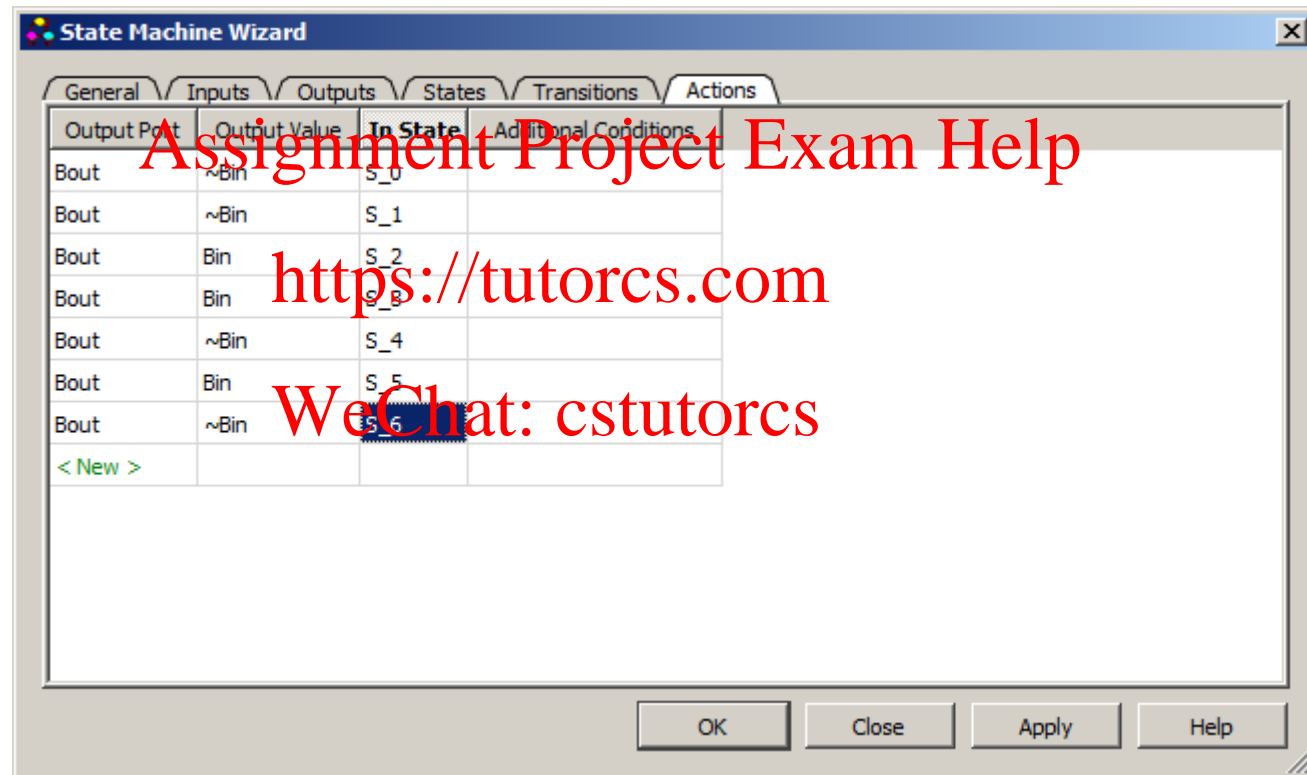 State Machine Wizard
General Inputs Outputs States Transitions Actions
Output Port Output Value In State Additional Conditions
Assignment Project Exam Help
Bout ~Bin S_0
Bout ~Bin S_1
Bout Bin S_2
https://tutorcs.com
Bout Bin S_3
Bout ~Bin S_4
Bout Bin S_5
WeChat: cstutorcs
Bout ~Bin S_6
< New >
OK Close Apply Help